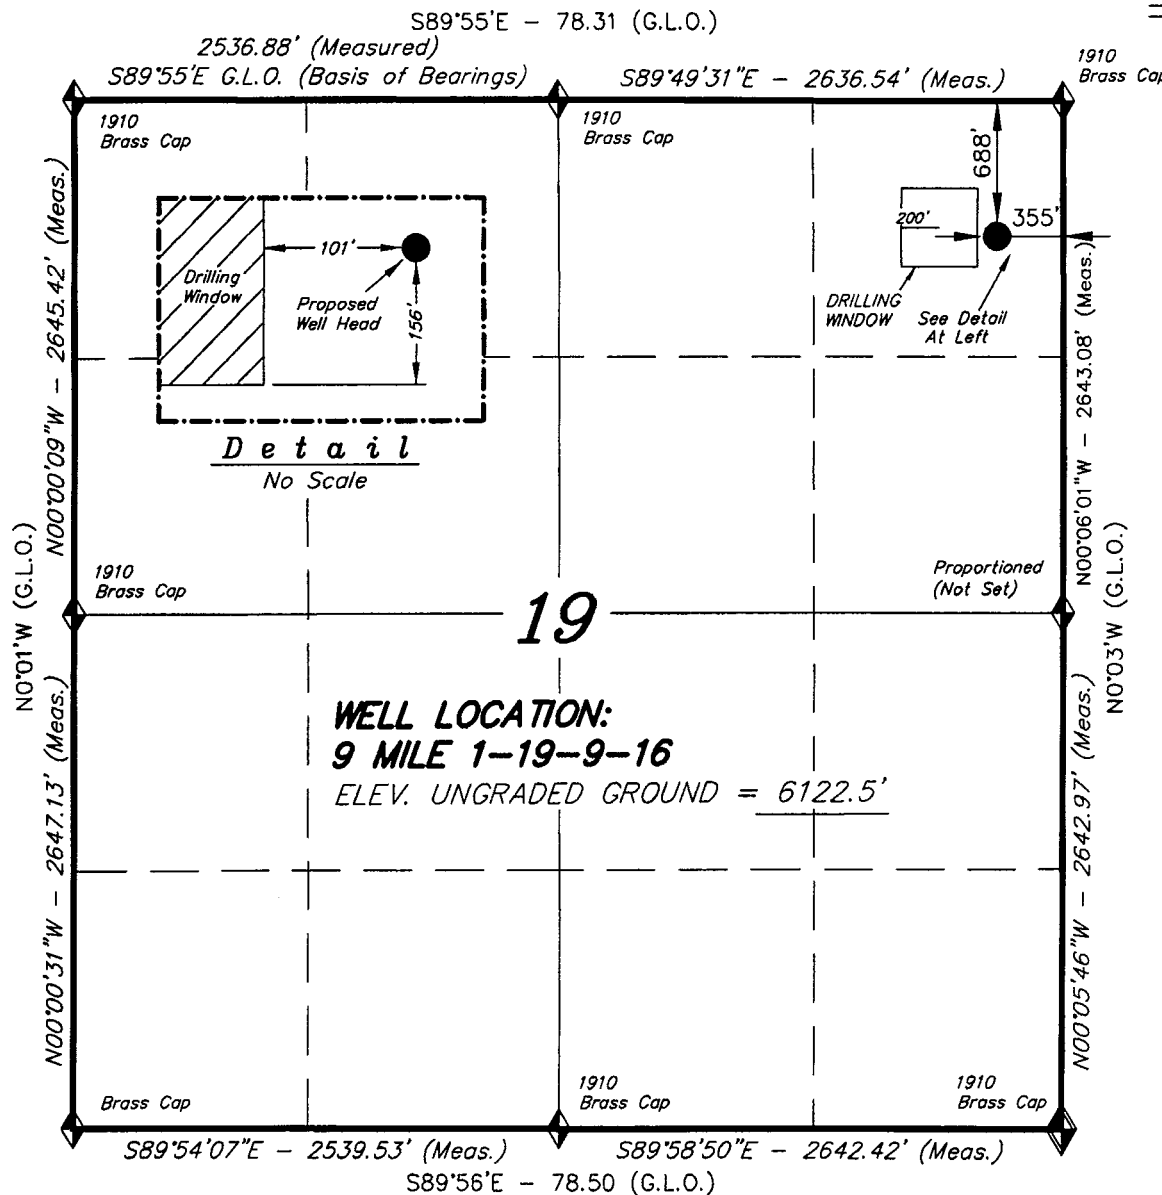 S89°55'E - 78.31 (G.L.O.)
2536.88' (Measured)
S89°55'E G.L.O. (Basis of Bearings)
S89°49'31"E - 2636.54' (Meas.)
1910
Brass Cap
1910
Brass Cap
1910
Brass Cap
N00°00'09"W - 2645.42' (Meas.)
688'
355'
200'
DRILLING
WINDOW
See Detail
At Left
101'
Drilling
Window
Proposed
Well Head
156'
Detail
No Scale
N00°06'01"W - 2643.08' (Meas.)
N0°01'W (G.L.O.)
1910
Brass Cap
Proportioned
(Not Set)
N0°03'W (G.L.O.)
19
WELL LOCATION:
9 MILE 1-19-9-16
ELEV. UNGRADED GROUND = 6122.5'
N00°00'31"W - 2647.13' (Meas.)
N00°05'46"W - 2642.97' (Meas.)
Brass Cap
1910
Brass Cap
1910
Brass Cap
S89°54'07"E - 2539.53' (Meas.)
S89°58'50"E - 2642.42' (Meas.)
S89°56'E - 78.50 (G.L.O.)